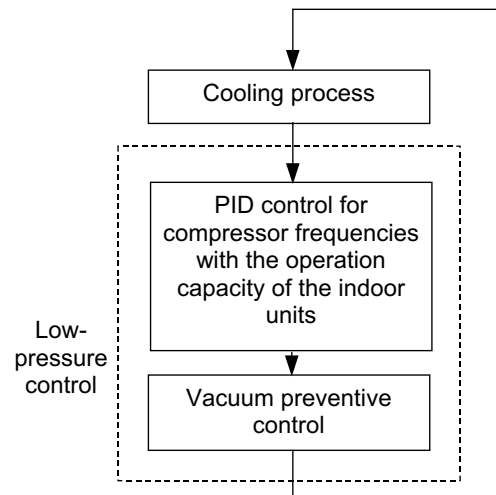 Cooling process
PID control for
compressor frequencies
with the operation
capacity of the indoor
units
Low-
pressure
control
Vacuum preventive
control